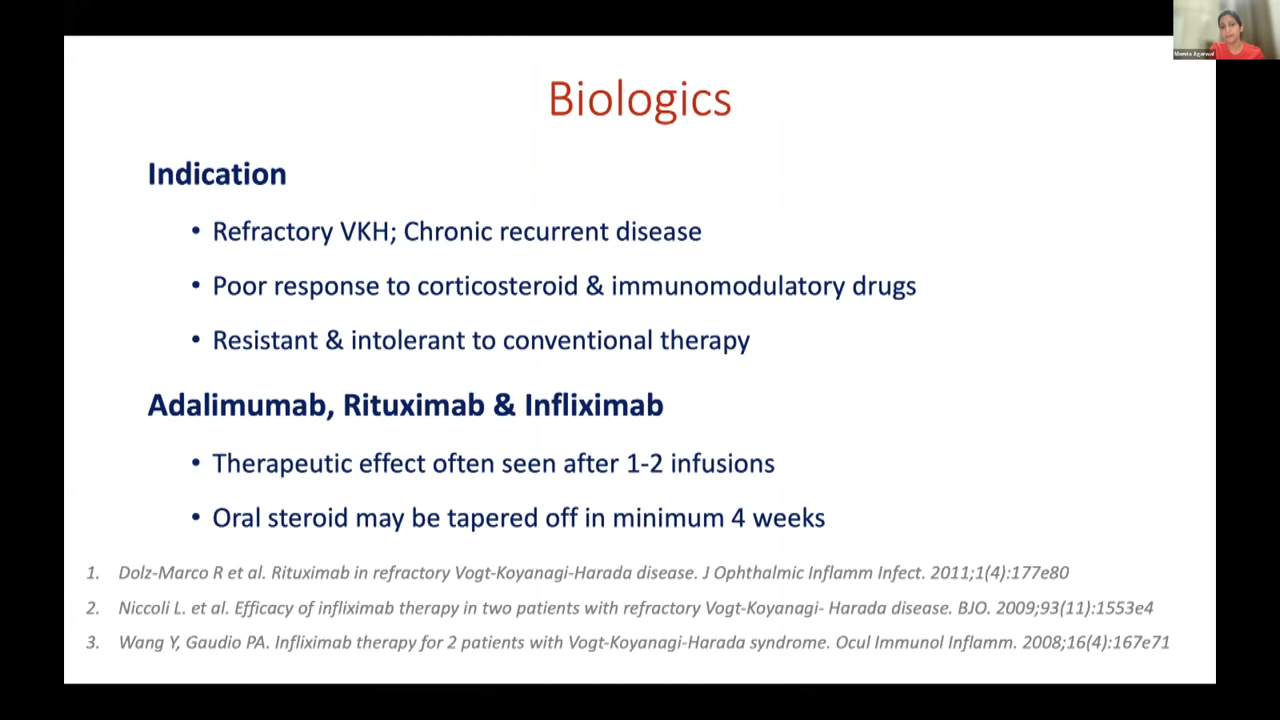 Mamta Agarwal
Biologics
Indication
• Refractory VKH; Chronic recurrent disease
• Poor response to corticosteroid & immunomodulatory drugs
• Resistant & intolerant to conventional therapy
Adalimumab, Rituximab & Infliximab
• Therapeutic effect often seen after 1-2 infusions
• Oral steroid may be tapered off in minimum 4 weeks
1. Dolz-Marco R et al. Rituximab in refractory Vogt-Koyanagi-Harada disease. J Ophthalmic Inflamm Infect. 2011;1(4):177e80
2. Niccoli L. et al. Efficacy of infliximab therapy in two patients with refractory Vogt-Koyanagi- Harada disease. BJO. 2009;93(11):1553e4
3. Wang Y, Gaudio PA. Infliximab therapy for 2 patients with Vogt-Koyanagi-Harada syndrome. Ocul Immunol Inflamm. 2008;16(4):167e71